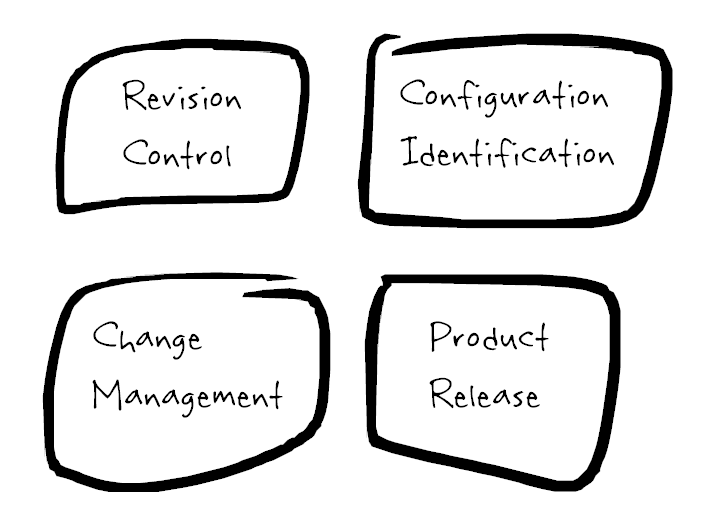 Revision
Control
Configuration
Identification
Change
Management
Product
Release